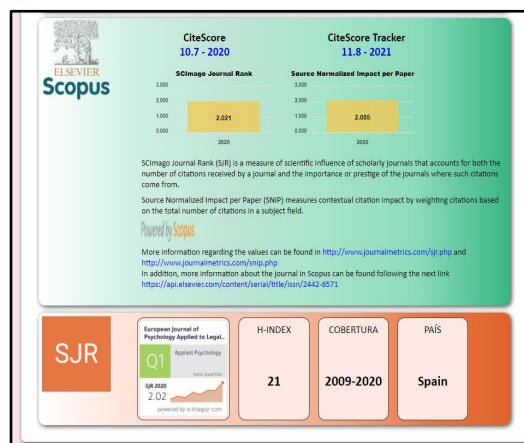 ELSEVIER
Scopus
CiteScore
10.7 - 2020
CiteScore Tracker
11.8 - 2021
SCImago Journal Rank
3.000
2.000
1.000
0.000
2.021
2020
Source Normalized Impact per Paper
3.000
2.000
1.000
0.000
2.055
2020
SCImago Journal Rank (SJR) is a measure of scientific influence of scholarly journals that accounts for both the
number of citations received by a journal and the importance or prestige of the journals where such citations
come from.
Source Normalized Impact per Paper (SNIP) measures contextual citation impact by weighting citations based
on the total number of citations in a subject field.
Powered by Scopus
More information regarding the values can be found in http://www.journalmetrics.com/sjr.php and
http://www.journalmetrics.com/snip.php
In addition, more information about the journal in Scopus can be found following the next link
https://api.elsevier.com/content/serial/title/issn/2442-6571
SJR
European Journal of
Psychology Applied to Legal...
Q1
Applied Psychology
best quartile
SJR 2020
2.02
powered by scimagojr.com
H-INDEX
21
COBERTURA
2009-2020
PAÍS
Spain